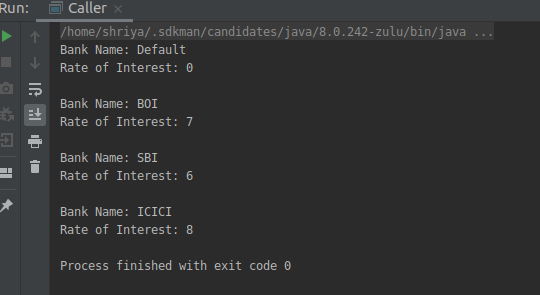 Run: Caller ×
/home/shriya/.sdkman/candidates/java/8.0.242-zulu/bin/java ...
Bank Name: Default
Rate of Interest: 0
Bank Name: BOI
Rate of Interest: 7
Bank Name: SBI
Rate of Interest: 6
Bank Name: ICICI
Rate of Interest: 8
Process finished with exit code 0